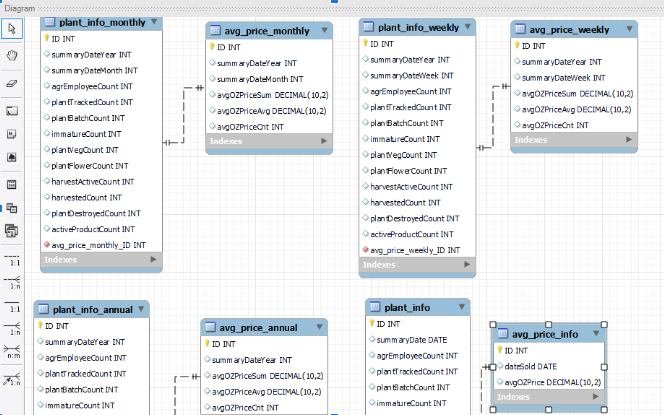 Diagram
plant_info_monthly
ID INT
summaryDateYear INT
summaryDateMonth INT
agrEmployeeCount INT
plantTrackedCount INT
plantBatchCount INT
immatureCount INT
plantVegCount INT
plantFlowerCount INT
harvestActiveCount INT
harvestedCount INT
plantDestroyedCount INT
activeProductCount INT
avg_price_monthly_ID INT
Indexes
avg_price_monthly
ID INT
summaryDateYear INT
summaryDateMonth INT
avgOZPriceSum DECIMAL(10,2)
avgOZPriceAvg DECIMAL(10,2)
avgOZPriceCnt INT
Indexes
plant_info_weekly
ID INT
summaryDateYear INT
summaryDateWeek INT
agrEmployeeCount INT
plantTrackedCount INT
plantBatchCount INT
immatureCount INT
plantVegCount INT
plantFlowerCount INT
harvestActiveCount INT
harvestedCount INT
plantDestroyedCount INT
activeProductCount INT
avg_price_weekly_ID INT
Indexes
avg_price_weekly
ID INT
summaryDateYear INT
summaryDateWeek INT
avgOZPriceSum DECIMAL(10,2)
avgOZPriceAvg DECIMAL(10,2)
avgOZPriceCnt INT
Indexes
1:1
1:n
1:1
1:n
n:m
1:n
plant_info_annual
ID INT
summaryDateYear INT
agrEmployeeCount INT
plantTrackedCount INT
plantBatchCount INT
immatureCount INT
avg_price_annual
ID INT
summaryDateYear INT
avgOZPriceSum DECIMAL(10,2)
avgOZPriceAvg DECIMAL(10,2)
avgOZPriceCnt INT
plant_info
ID INT
summaryDate DATE
agrEmployeeCount INT
plantTrackedCount INT
plantBatchCount INT
immatureCount INT
avg_price_info
ID INT
dateSold DATE
avgOZPrice DECIMAL(10,2)